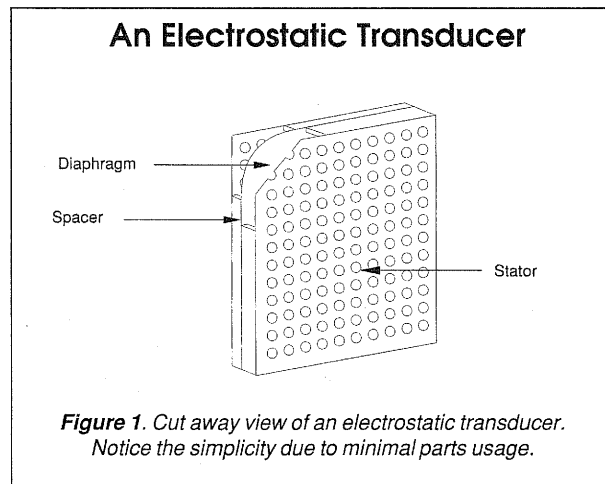 An Electrostatic Transducer
Diaphragm
Spacer
Stator
Figure 1. Cut away view of an electrostatic transducer.
Notice the simplicity due to minimal parts usage.